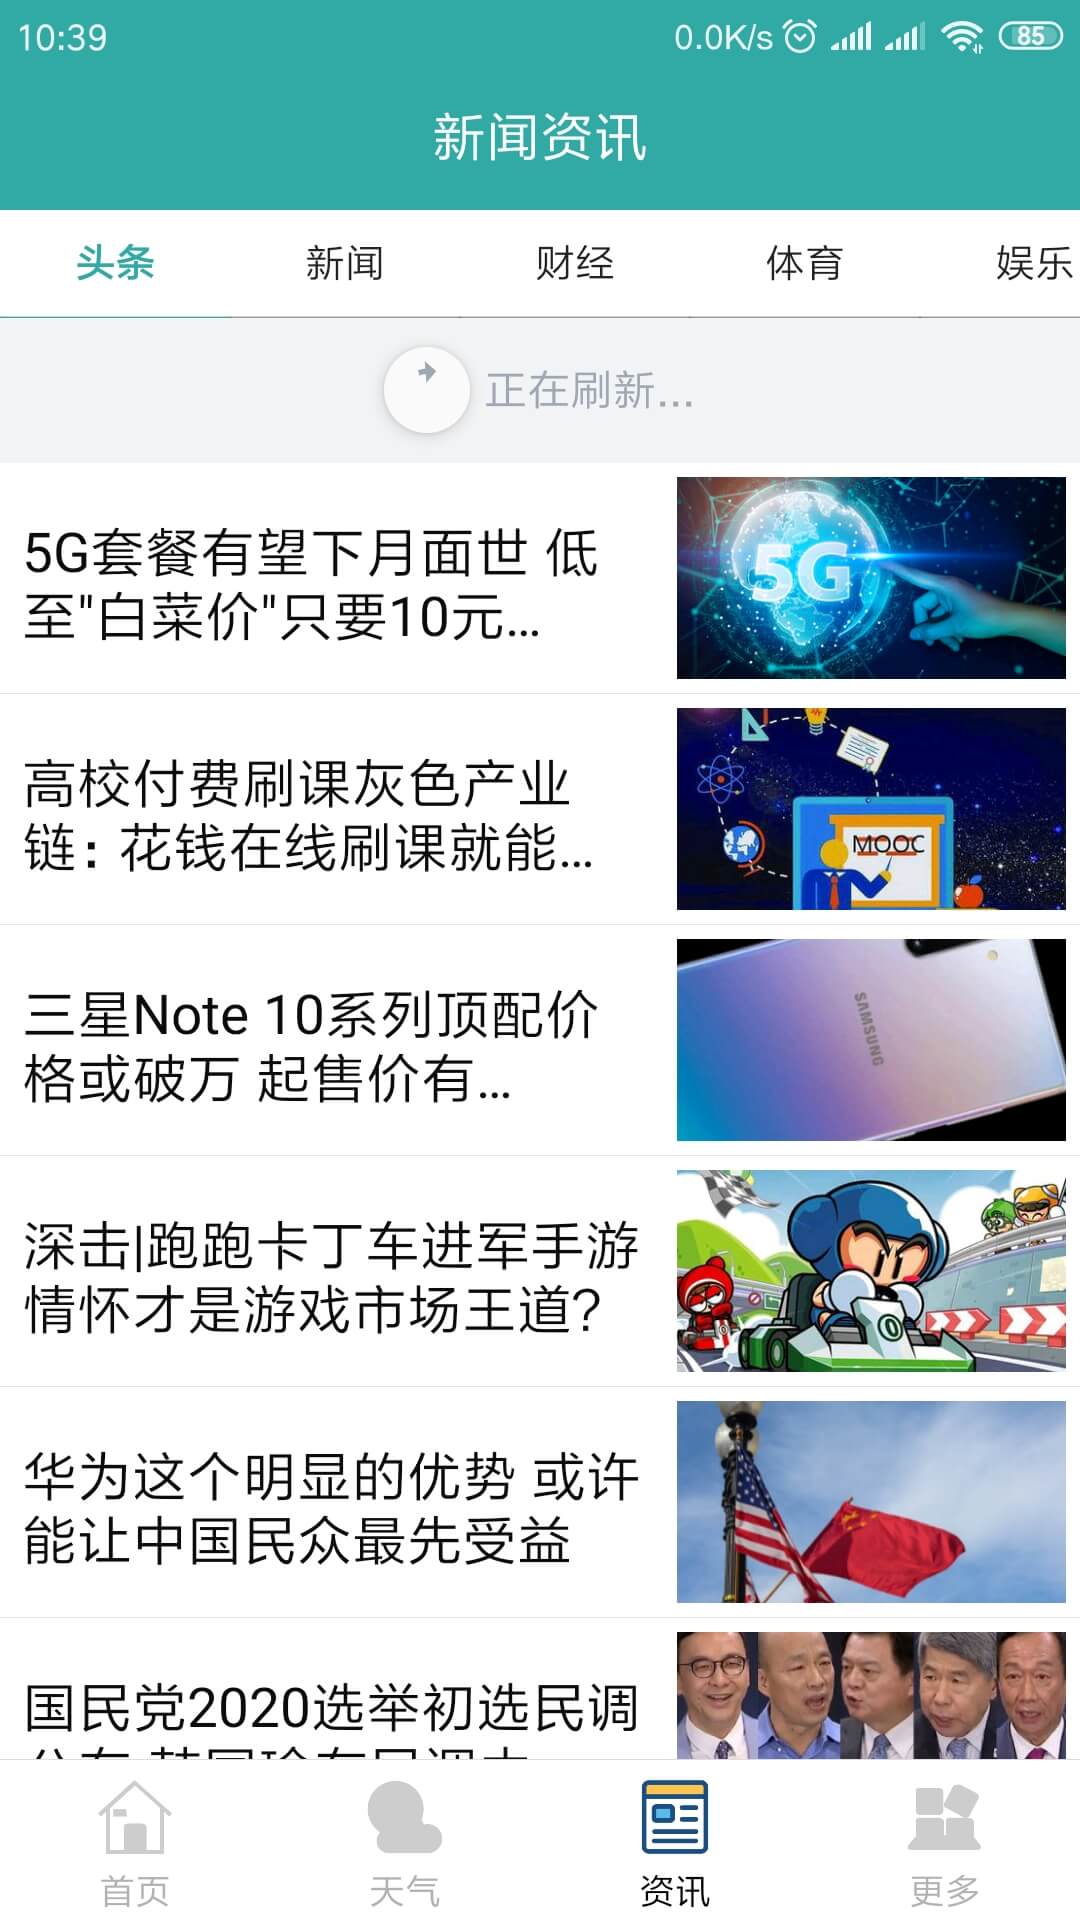 10:39
0.0K/s 85
新闻资讯
头条 新闻 财经 体育 娱乐
正在刷新...
5G套餐有望下月面世 低
至"白菜价"只要10元...
5G
高校付费刷课灰色产业
链：花钱在线刷课就能...
MOOC
三星Note 10系列顶配价
格或破万 起售价有...
SAMSUNG
深击|跑跑卡丁车进军手游
情怀才是游戏市场王道?
0
华为这个明显的优势 或许
能让中国民众最先受益
国民党2020选举初选民调
首页 天气 资讯 更多